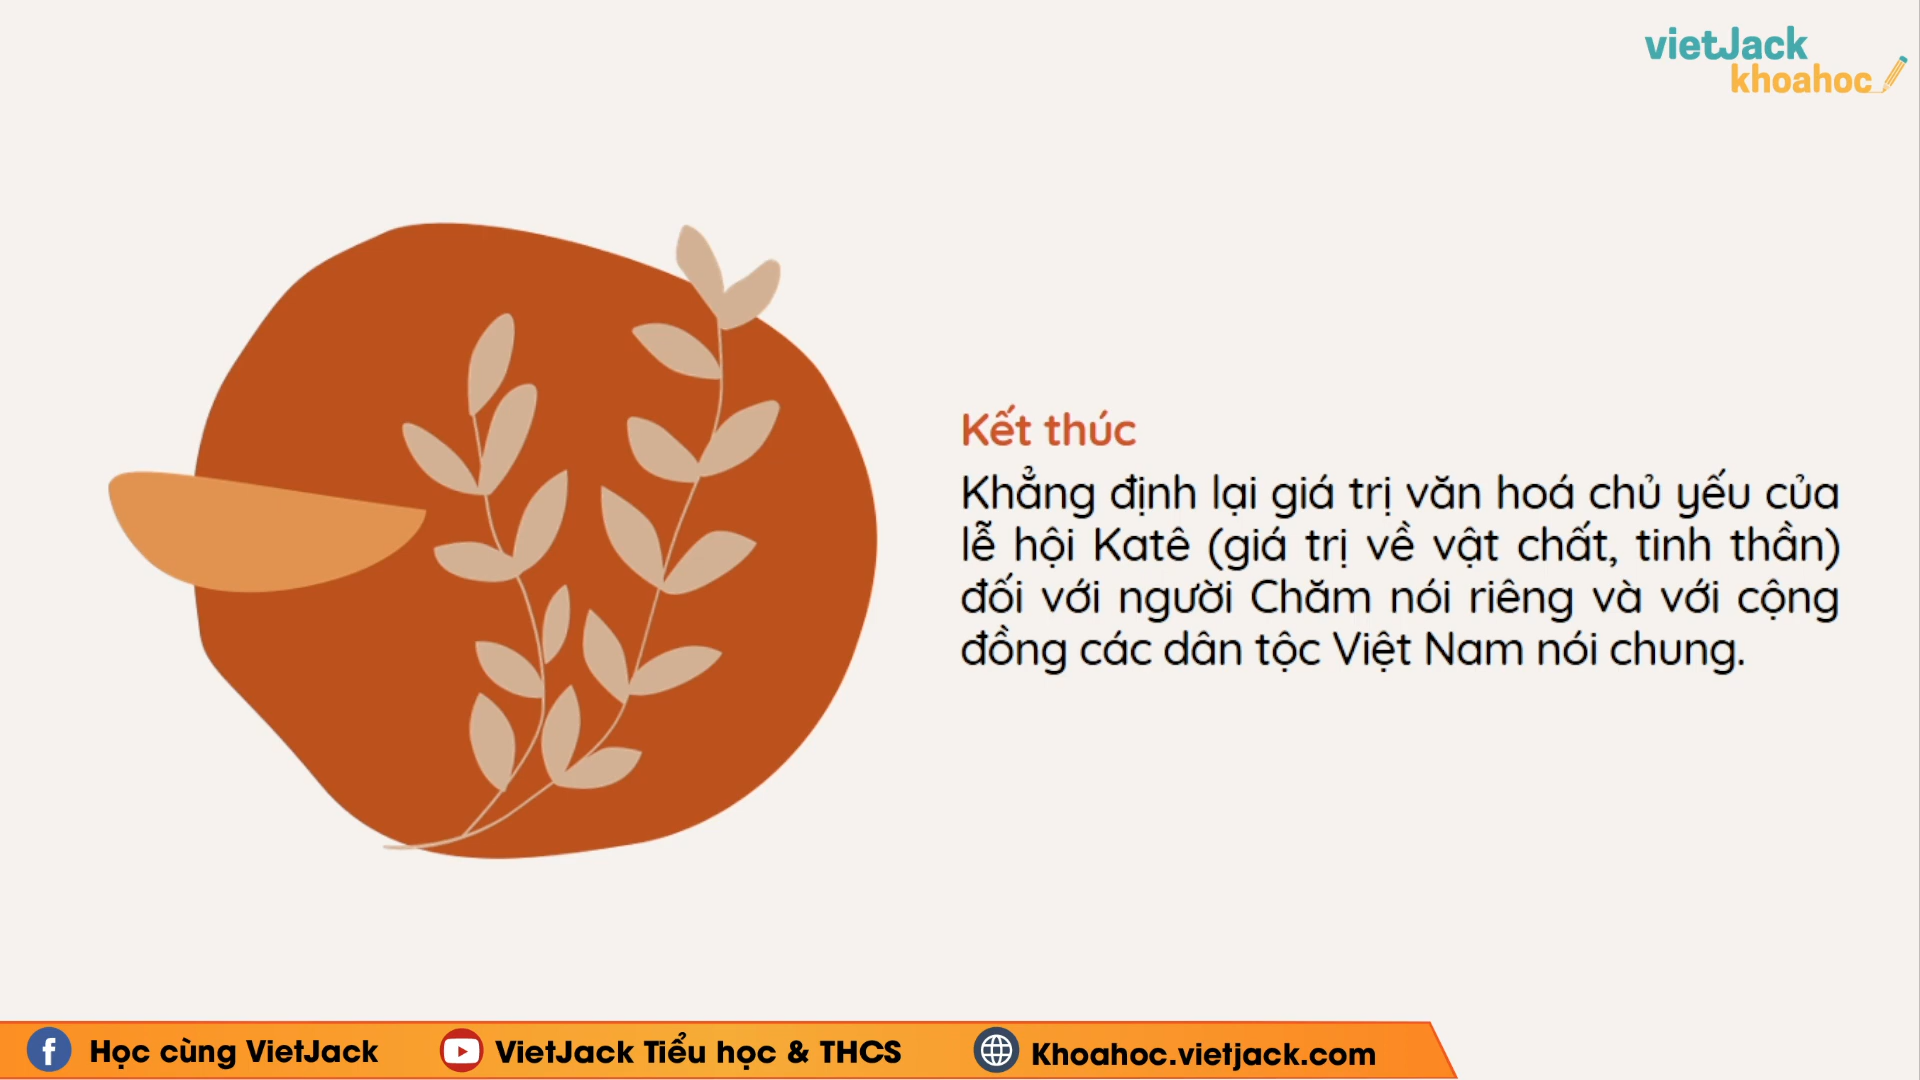 vietJack
khoahoc
Kết thúc
Khẳng định lại giá trị văn hoá chủ yếu của
lễ hội Katê (giá trị về vật chất, tinh thần)
đối với người Chăm nói riêng và với cộng
đồng các dân tộc Việt Nam nói chung.
Học cùng VietJack
VietJack Tiểu học & THCS
Khoahoc.vietjack.com